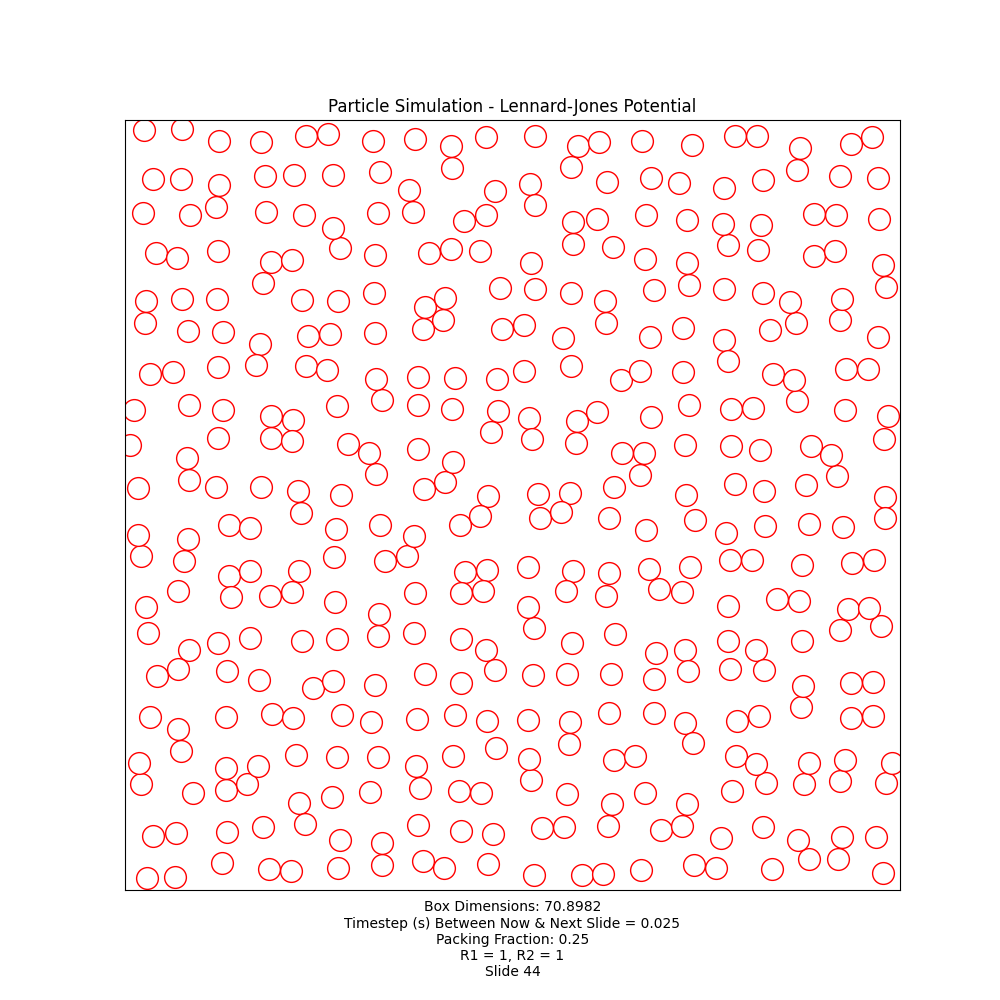 Particle Simulation - Lennard-Jones Potential
Box Dimensions: 70.8982
Timestep (s) Between Now & Next Slide = 0.025
Packing Fraction: 0.25
R1 = 1, R2 = 1
Slide 44